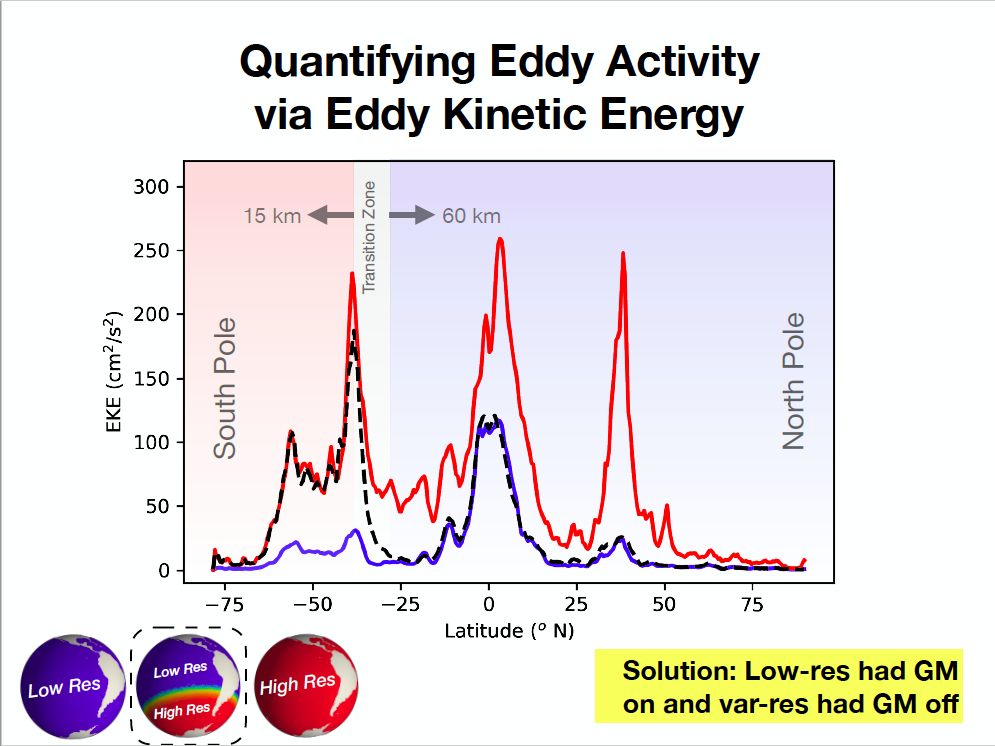 Quantifying Eddy Activity
via Eddy Kinetic Energy
300
250
200
150
100
50
0
EKE (cm²/s²)
15 km
Transition Zone
60 km
South Pole
North Pole
−75
−50
−25
0
25
50
75
Latitude (° N)
Low Res
Low Res
High Res
High Res
Solution: Low-res had GM
on and var-res had GM off